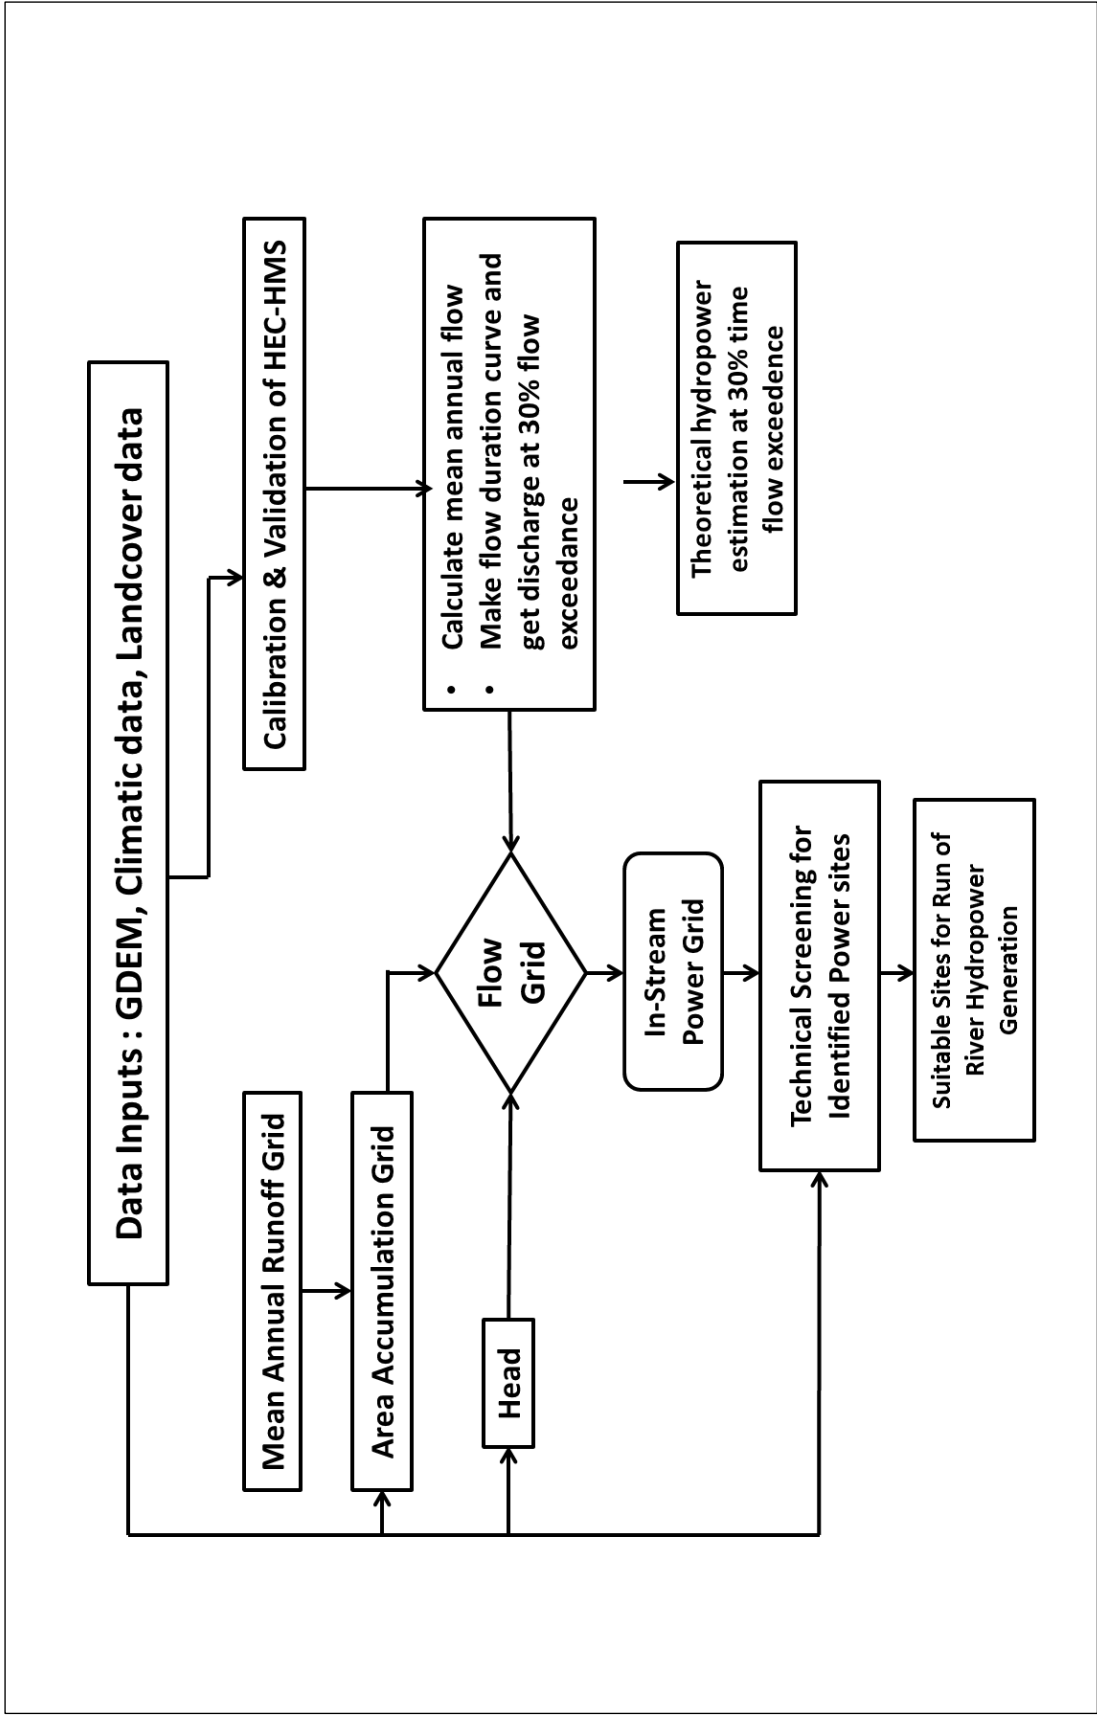 Data Inputs : GDEM, Climatic data, Landcover data
Mean Annual Runoff Grid
Calibration & Validation of HEC-HMS
Area Accumulation Grid
Head
Flow
Grid
• Calculate mean annual flow
• Make flow duration curve and
get discharge at 30% flow
exceedance
In-Stream
Power Grid
Theoretical hydropower
estimation at 30% time
flow exceedence
Technical Screening for
Identified Power sites
Suitable Sites for Run of
River Hydropower
Generation